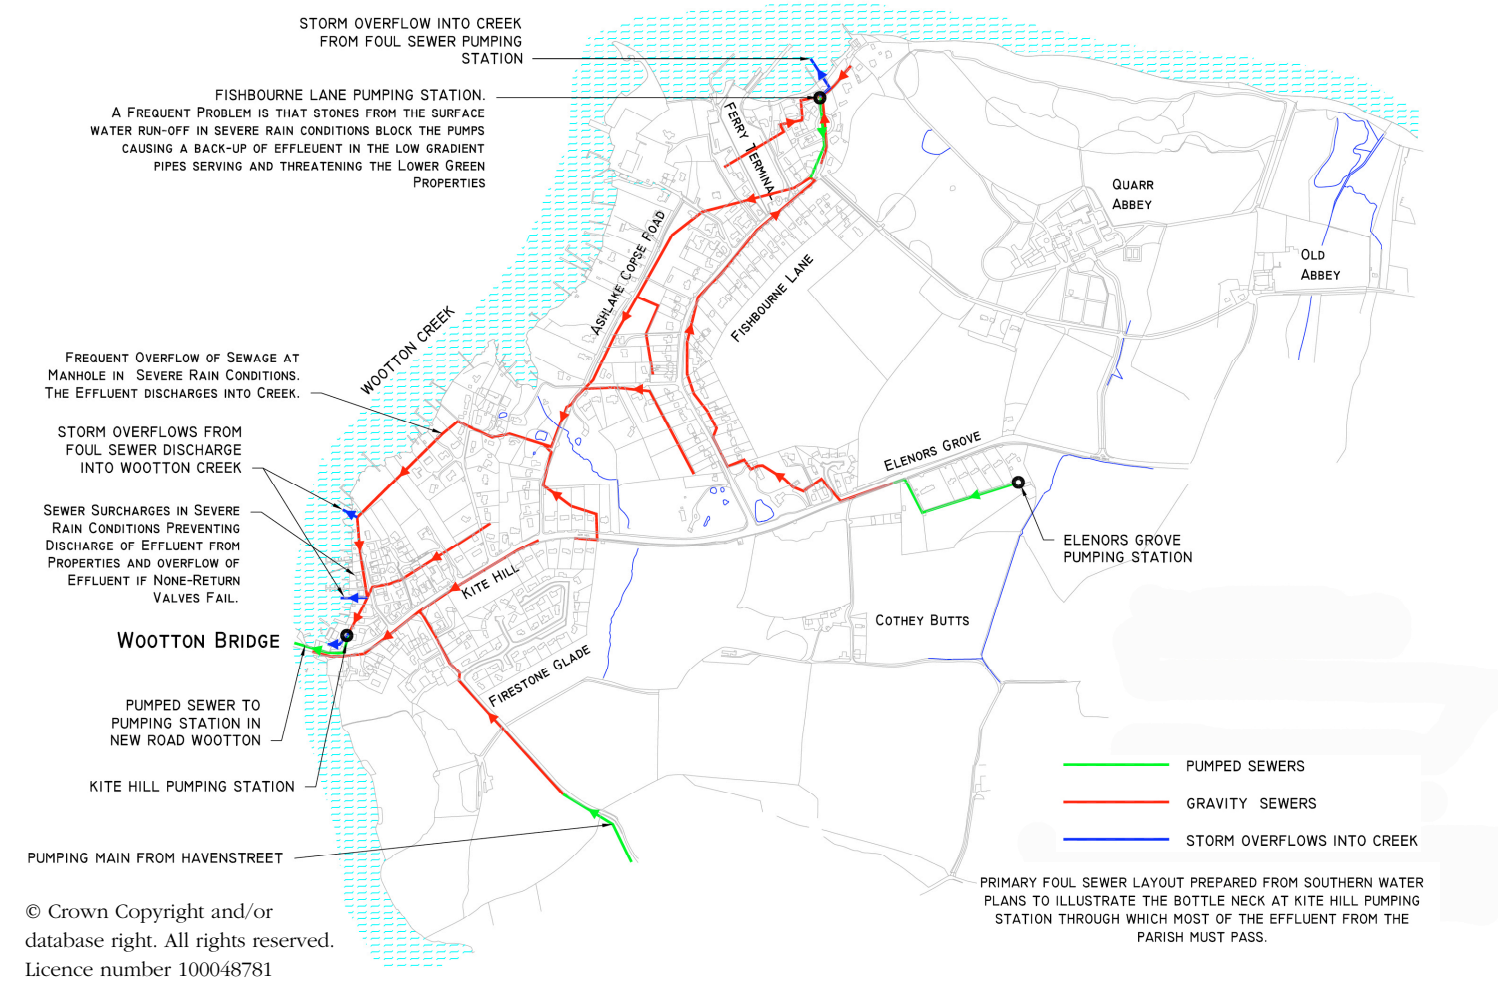 STORM OVERFLOW INTO CREEK
FROM FOUL SEWER PUMPING
STATION
FISHBOURNE LANE PUMPING STATION.
A Frequent Problem is that stones from the surface
water run-off in severe rain conditions block the pumps
causing a back-up of effleuent in the low gradient
pipes serving and threatening the Lower Green
Properties
Ferry Terminal
Quarr
Abbey
Old
Abbey
Ashlake Copse Road
Fishbourne Lane
WOOTTON CREEK
Frequent Overflow of Sewage at
Manhole in Severe Rain Conditions.
The Effluent discharges into Creek.
STORM OVERFLOWS FROM
FOUL SEWER DISCHARGE
INTO WOOTTON CREEK
Elenors Grove
Sewer Surcharges in Severe
Rain Conditions Preventing
Discharge of Effluent from
Properties and overflow of
Effluent if None-Return
Valves Fail.
ELENORS GROVE
PUMPING STATION
Kite Hill
Cothey Butts
Wootton Bridge
Firestone Glade
PUMPED SEWER TO
PUMPING STATION IN
NEW ROAD WOOTTON
KITE HILL PUMPING STATION
PUMPING MAIN FROM HAVENSTREET
PUMPED SEWERS
GRAVITY SEWERS
STORM OVERFLOWS INTO CREEK
PRIMARY FOUL SEWER LAYOUT PREPARED FROM SOUTHERN WATER
PLANS TO ILLUSTRATE THE BOTTLE NECK AT KITE HILL PUMPING
STATION THROUGH WHICH MOST OF THE EFFLUENT FROM THE
PARISH MUST PASS.
© Crown Copyright and/or
database right. All rights reserved.
Licence number 100048781